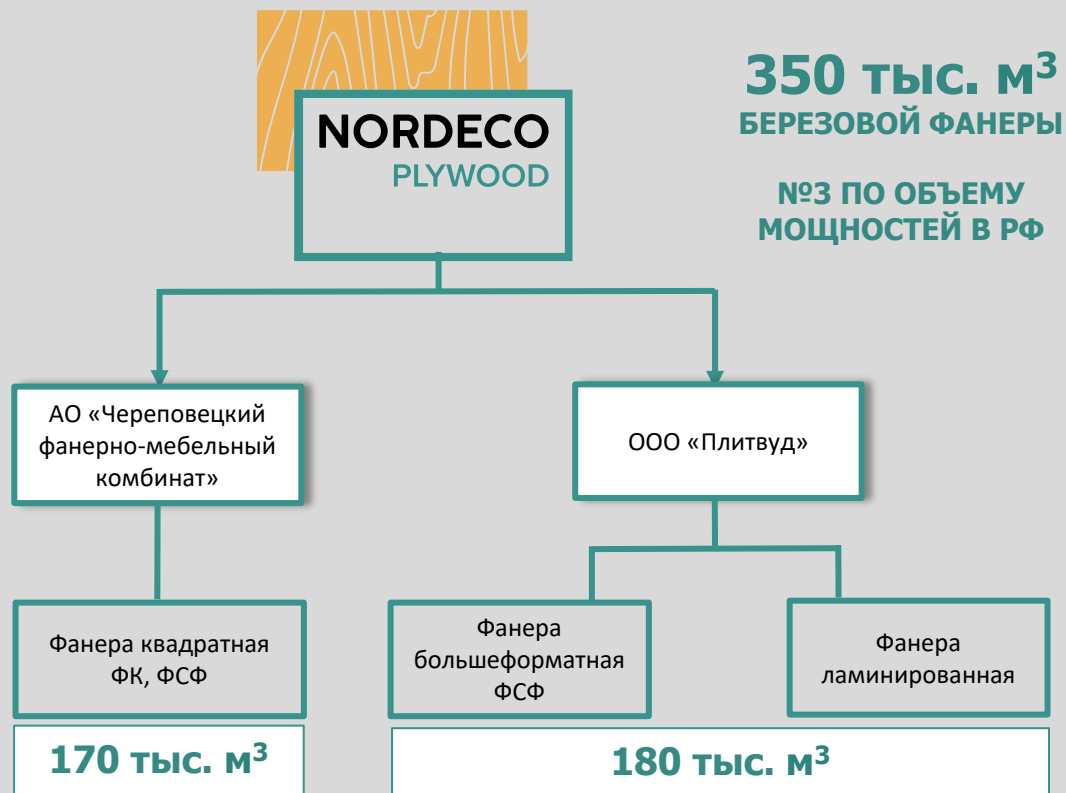 NORDECO
PLYWOOD
350 тыс. м³
БЕРЕЗОВОЙ ФАНЕРЫ
№3 ПО ОБЪЕМУ
МОЩНОСТЕЙ В РФ
АО «Череповецкий
фанерно-мебельный
комбинат»
ООО «Плитвуд»
Фанера квадратная
ФК, ФСФ
Фанера
большеформатная
ФСФ
Фанера
ламинированная
170 тыс. м³
180 тыс. м³